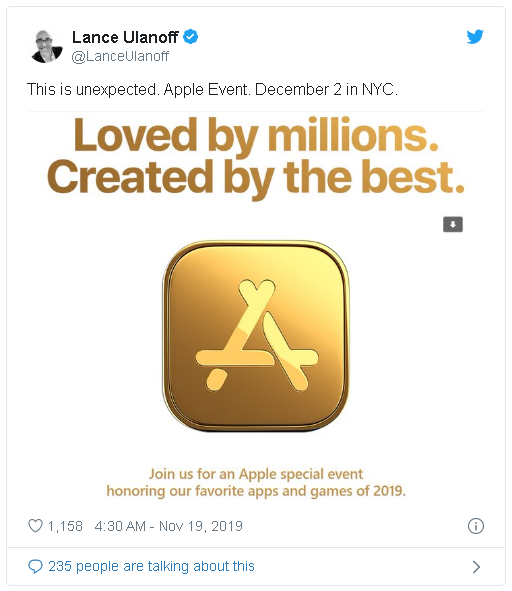 Lance Ulanoff
@LanceUlanoff
This is unexpected. Apple Event. December 2 in NYC.
Loved by millions.
Created by the best.
Join us for an Apple special event
honoring our favorite apps and games of 2019.
1,158 4:30 AM - Nov 19, 2019
235 people are talking about this